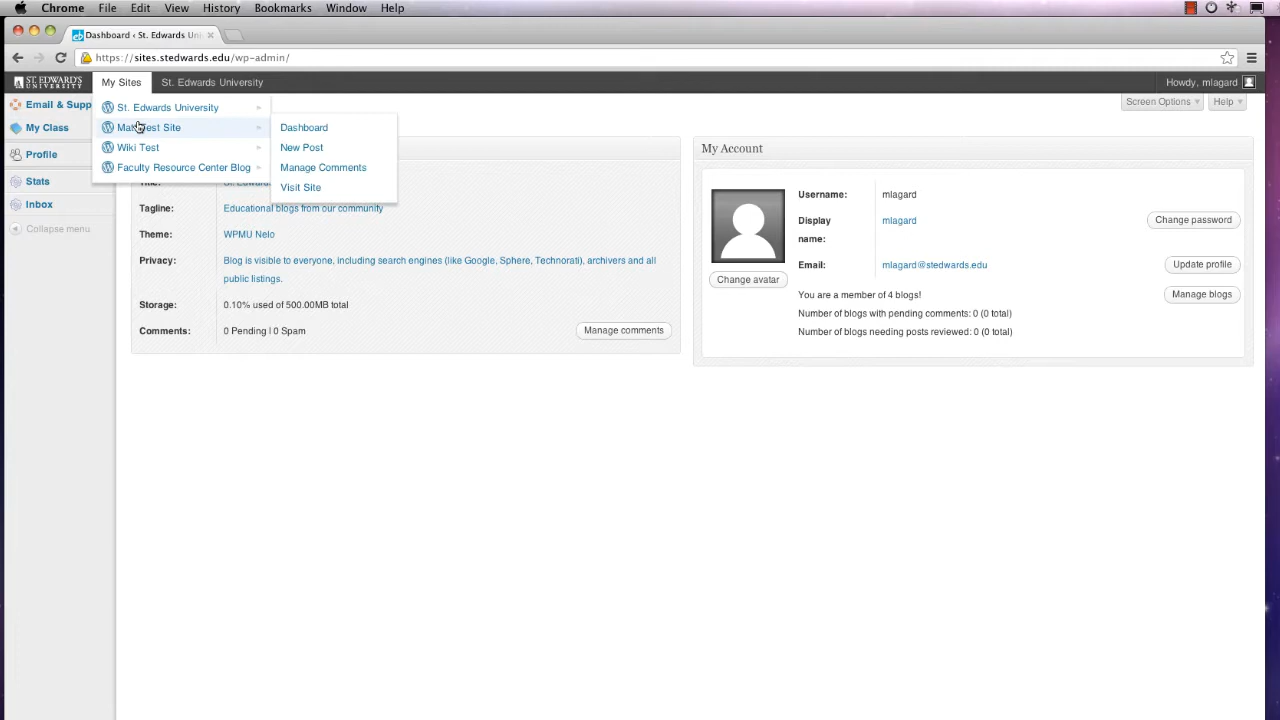 Chrome File Edit View History Bookmarks Window Help
Dashboard ‹ St. Edwards Uni
https://sites.stedwards.edu/wp-admin/
ST. EDWARD'S UNIVERSITY My Sites St. Edwards University Howdy, mlagard
Email & Supp
My Class
Profile
Stats
Inbox
Collapse menu
St. Edwards University
Test Site
Wiki Test
Faculty Resource Center Blog
Dashboard
New Post
Manage Comments
Visit Site
Screen Options Help
Tagline: Educational blogs from our community
Theme: WPMU Nelo
Privacy: Blog is visible to everyone, including search engines (like Google, Sphere, Technorati), archivers and all
public listings.
Storage: 0.10% used of 500.00MB total
Comments: 0 Pending | 0 Spam Manage comments
My Account
Username: mlagard
Display mlagard Change password
name:
Email: mlagard@stedwards.edu Update profile
Change avatar
You are a member of 4 blogs! Manage blogs
Number of blogs with pending comments: 0 (0 total)
Number of blogs needing posts reviewed: 0 (0 total)